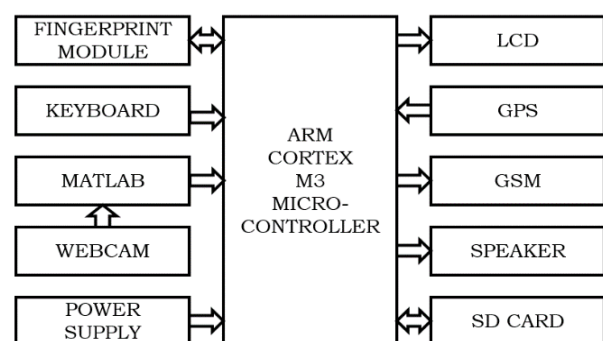 FINGERPRINT
MODULE
KEYBOARD
MATLAB
WEBCAM
POWER
SUPPLY
ARM
CORTEX
M3
MICRO-
CONTROLLER
LCD
GPS
GSM
SPEAKER
SD CARD